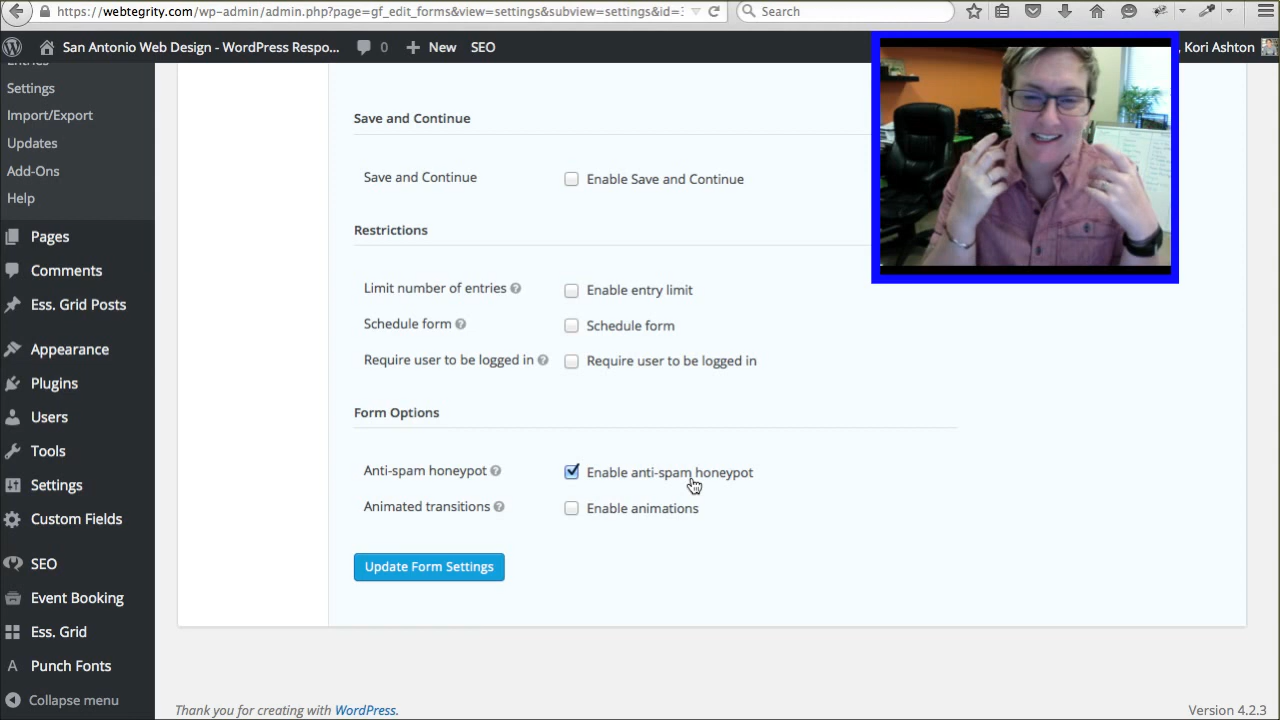 https://webtegrity.com/wp-admin/admin.php?page=gf_edit_forms&view=settings&subview=settings&id=
Search
San Antonio Web Design - WordPress Respo...
0
New
SEO
, Kori Ashton
Entries
Settings
Import/Export
Updates
Add-Ons
Help
Pages
Comments
Ess. Grid Posts
Appearance
Plugins
Users
Tools
Settings
Custom Fields
SEO
Event Booking
Ess. Grid
Punch Fonts
Collapse menu
Save and Continue
Save and Continue
Enable Save and Continue
Restrictions
Limit number of entries ?
Enable entry limit
Schedule form ?
Schedule form
Require user to be logged in ?
Require user to be logged in
Form Options
Anti-spam honeypot ?
Enable anti-spam honeypot
Animated transitions ?
Enable animations
Update Form Settings
Thank you for creating with WordPress.
Version 4.2.3